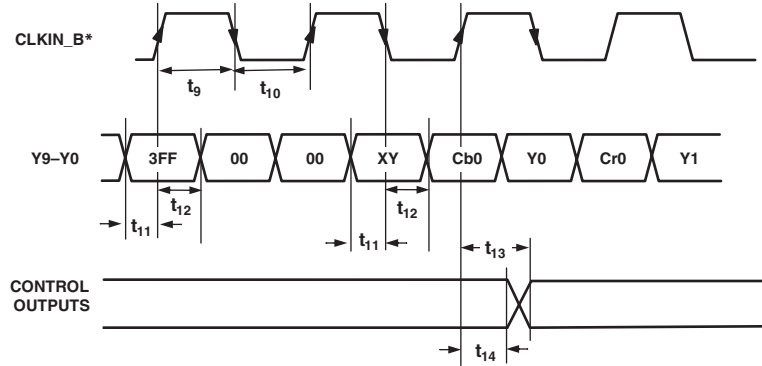 CLKIN_B*
t9
t10
Y9–Y0
3FF
00
00
XY
Cb0
Y0
Cr0
Y1
t12
t12
t11
t11
t13
CONTROL
OUTPUTS
t14